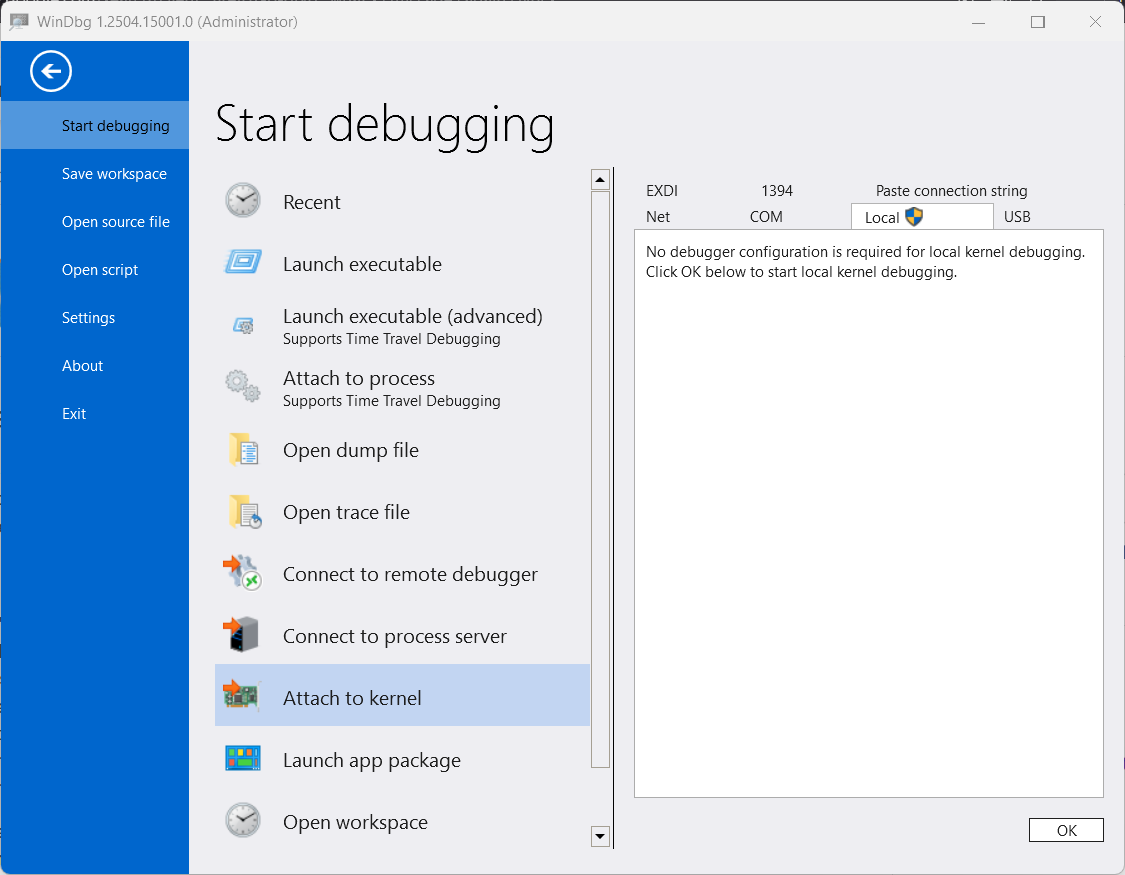 WinDbg 1.2504.15001.0 (Administrator)
Start debugging
Save workspace
Open source file
Open script
Settings
About
Exit
Start debugging
Recent
Launch executable
Launch executable (advanced)
Supports Time Travel Debugging
Attach to process
Supports Time Travel Debugging
Open dump file
Open trace file
Connect to remote debugger
Connect to process server
Attach to kernel
Launch app package
Open workspace
EXDI 1394 Paste connection string
Net COM Local USB
No debugger configuration is required for local kernel debugging.
Click OK below to start local kernel debugging.
OK